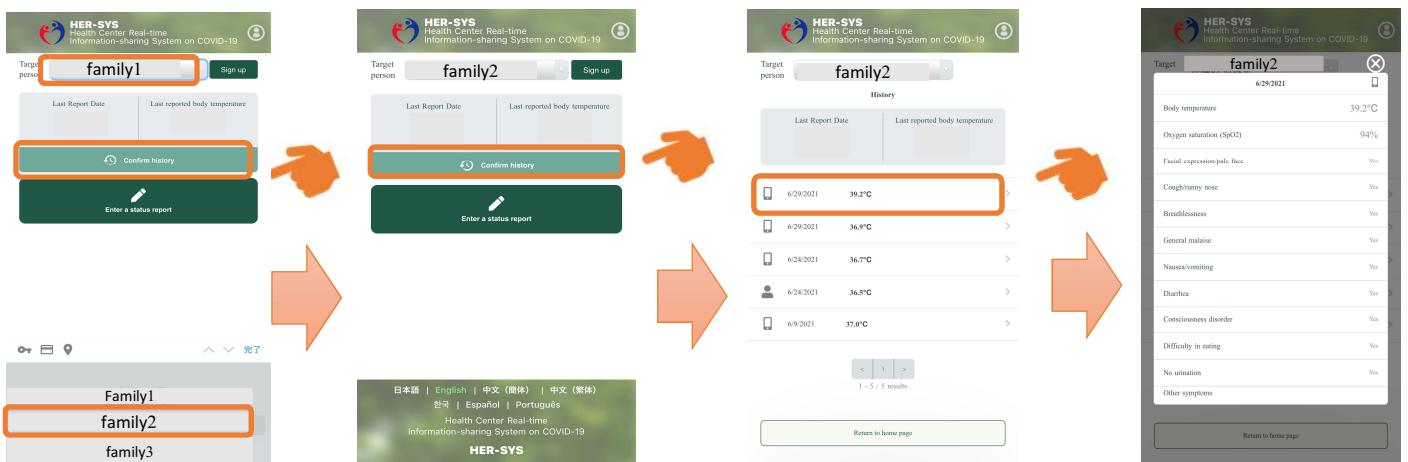 HER-SYS
Health Center Real-time
Information-sharing System on COVID-19
Target
person
family1
Sign up
Last Report Date
Last reported body temperature
Confirm history
Enter a status report
完了
Family1
family2
family3
HER-SYS
Health Center Real-time
Information-sharing System on COVID-19
Target
person
family2
Sign up
Last Report Date
Last reported body temperature
Confirm history
Enter a status report
日本語 | English | 中文（簡体） | 中文（繁体）
한국 | Español | Português
Health Center Real-time
Information-sharing System on COVID-19
HER-SYS
HER-SYS
Health Center Real-time
Information-sharing System on COVID-19
Target
person
family2
History
Last Report Date
Last reported body temperature
6/29/2021 39.2°C >
6/29/2021 36.9°C >
6/24/2021 36.7°C >
6/24/2021 36.5°C >
6/9/2021 37.0°C >
< 1 >
1 - 5 / 5 results
Return to home page
HER-SYS
Health Center Real-time
Information-sharing System on COVID-19
Target
family2
6/29/2021
Body temperature 39.2°C
Oxygen saturation (SpO2) 94%
Facial expression/pale face Yes
Cough/runny nose Yes
Breathlessness Yes
General malaise Yes
Nausea/vomiting Yes
Diarrhea Yes
Consciousness disorder Yes
Difficulty in eating Yes
No urination Yes
Other symptoms
Return to home page